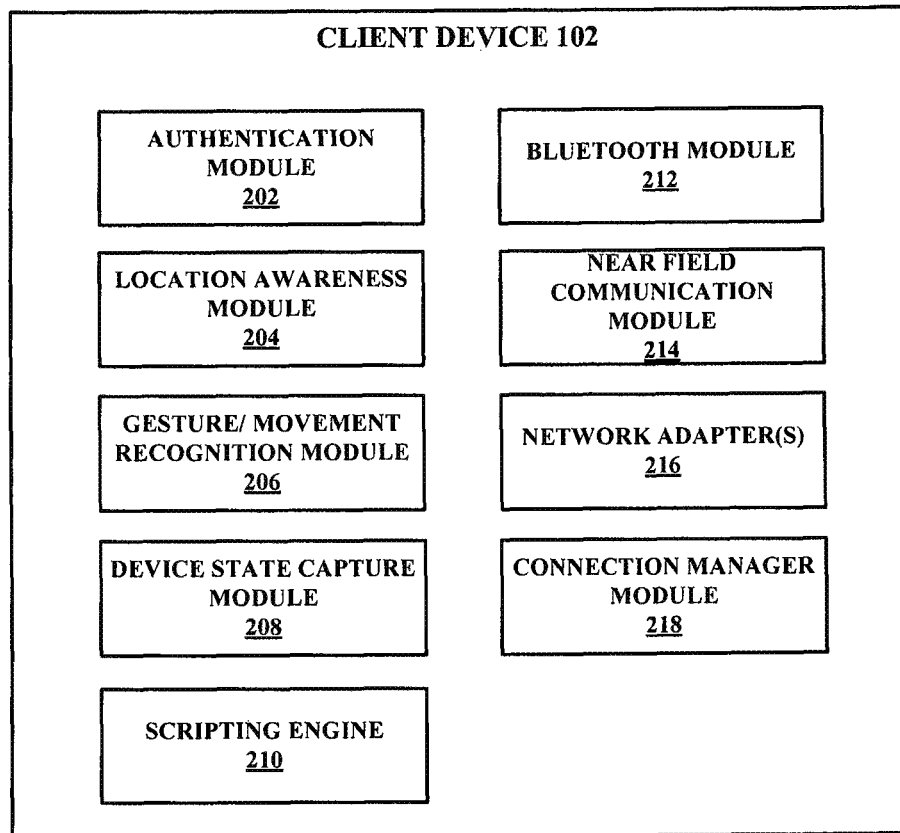 CLIENT DEVICE 102
AUTHENTICATION
MODULE
202
LOCATION AWARENESS
MODULE
204
GESTURE/ MOVEMENT
RECOGNITION MODULE
206
DEVICE STATE CAPTURE
MODULE
208
SCRIPTING ENGINE
210
BLUETOOTH MODULE
212
NEAR FIELD
COMMUNICATION
MODULE
214
NETWORK ADAPTER(S)
216
CONNECTION MANAGER
MODULE
218